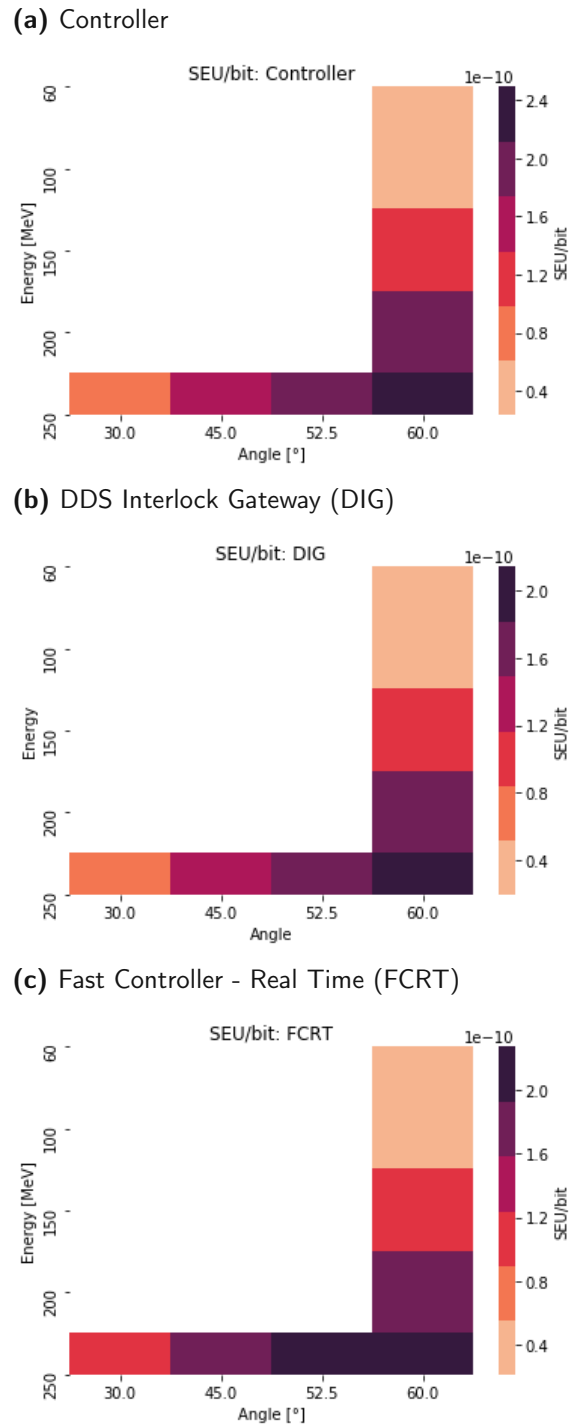 (a) Controller
SEU/bit: Controller
1e−10
60
100
150
200
250
Energy [MeV]
30.0 45.0 52.5 60.0
Angle [°]
2.4
2.0
1.6
1.2
0.8
0.4
SEU/bit
(b) DDS Interlock Gateway (DIG)
SEU/bit: DIG
1e−10
60
100
150
200
250
Energy
30.0 45.0 52.5 60.0
Angle
2.0
1.6
1.2
0.8
0.4
SEU/bit
(c) Fast Controller - Real Time (FCRT)
SEU/bit: FCRT
1e−10
60
100
150
200
250
Energy [MeV]
30.0 45.0 52.5 60.0
Angle [°]
2.0
1.6
1.2
0.8
0.4
SEU/bit